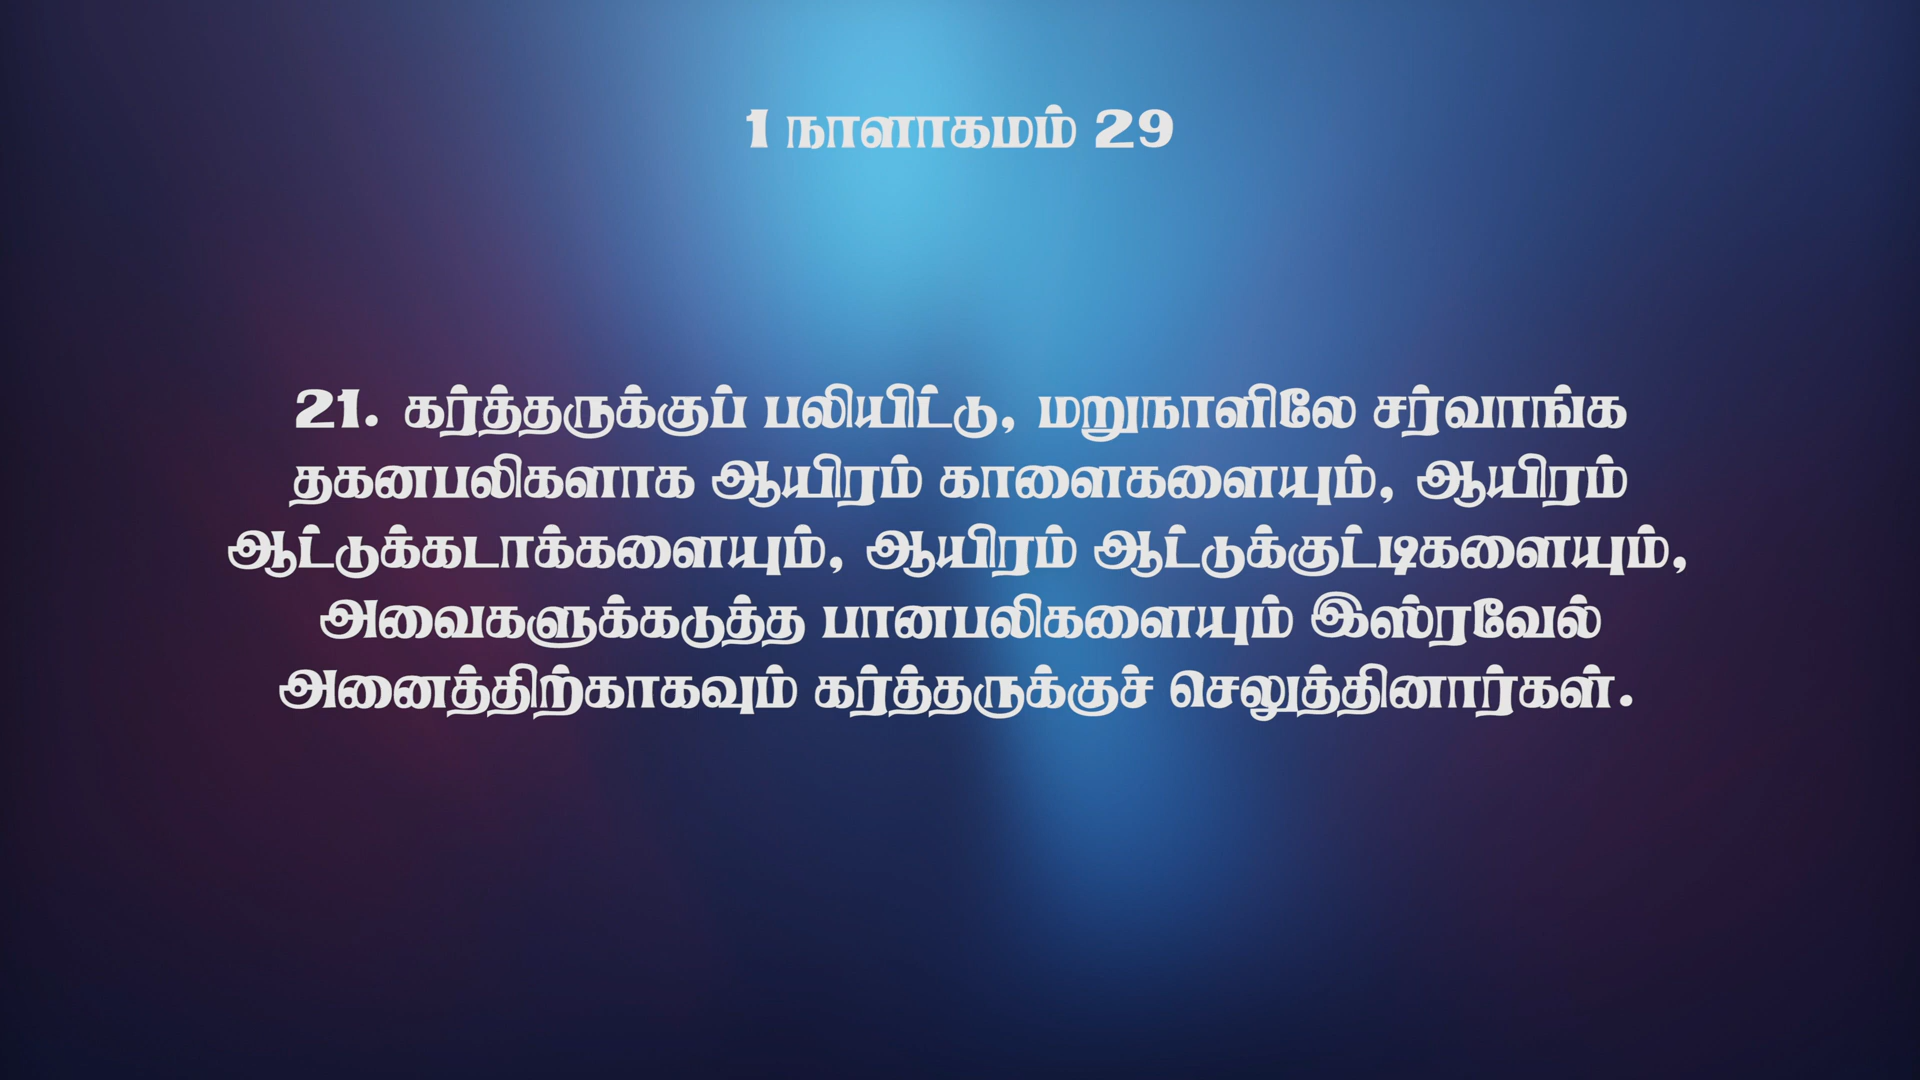 1 நாளாகமம் 29
21. கர்த்தருக்குப் பலியிட்டு, மறுநாளிலே சர்வாங்க
தகனபலிகளாக ஆயிரம் காளைகளையும், ஆயிரம்
ஆட்டுக்கடாக்களையும், ஆயிரம் ஆட்டுக்குட்டிகளையும்,
அவைகளுக்கடுத்த பானபலிகளையும் இஸ்ரவேல்
அனைத்திற்காகவும் கர்த்தருக்குச் செலுத்தினார்கள்.